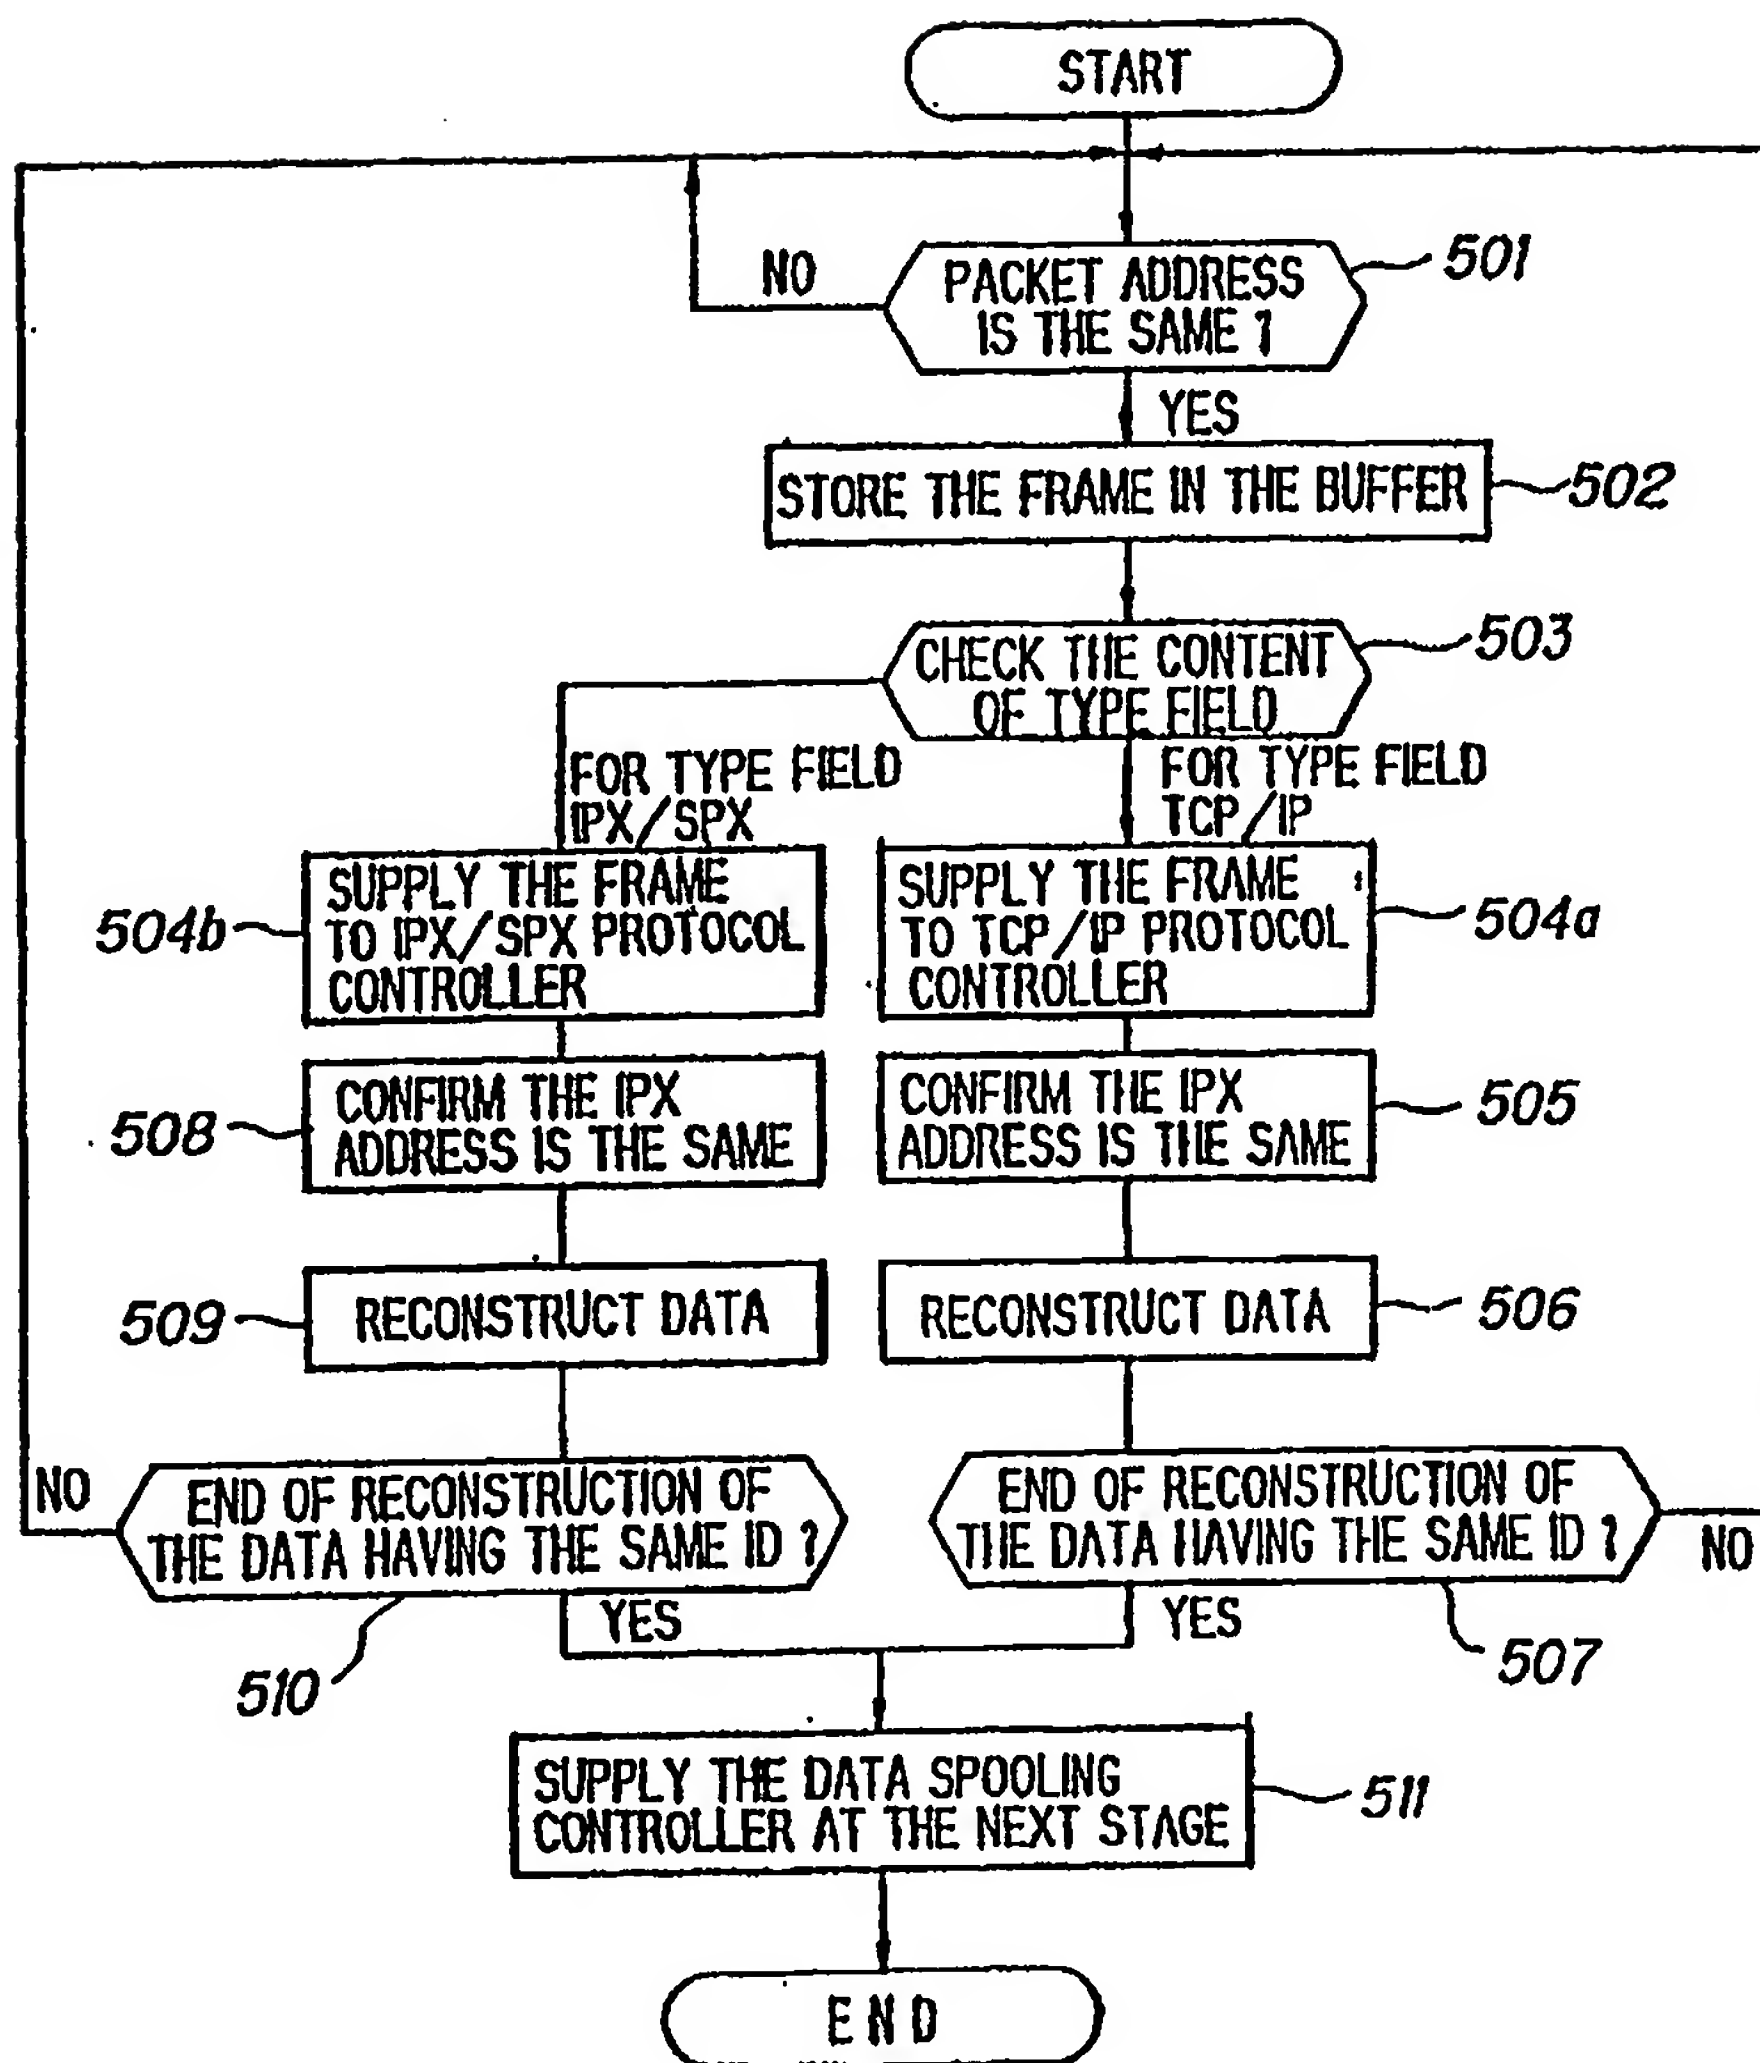 START
NO
PACKET ADDRESS
IS THE SAME ?
501
YES
STORE THE FRAME IN THE BUFFER
502
CHECK THE CONTENT
OF TYPE FIELD
503
FOR TYPE FIELD
IPX/SPX
FOR TYPE FIELD
TCP/IP
504b
SUPPLY THE FRAME
TO IPX/SPX PROTOCOL
CONTROLLER
SUPPLY THE FRAME
TO TCP/IP PROTOCOL
CONTROLLER
504a
508
CONFIRM THE IPX
ADDRESS IS THE SAME
CONFIRM THE IPX
ADDRESS IS THE SAME
505
509
RECONSTRUCT DATA
RECONSTRUCT DATA
506
NO
END OF RECONSTRUCTION OF
THE DATA HAVING THE SAME ID ?
END OF RECONSTRUCTION OF
THE DATA HAVING THE SAME ID ?
NO
YES
YES
510
507
SUPPLY THE DATA SPOOLING
CONTROLLER AT THE NEXT STAGE
511
END